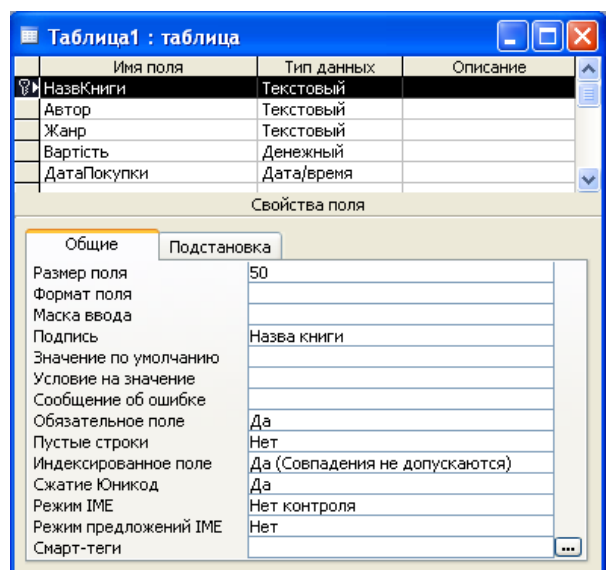 Таблица1 : таблица
Имя поля Тип данных Описание
НазвКниги Текстовый
Автор Текстовый
Жанр Текстовый
Вартість Денежный
ДатаПокупки Дата/время
Свойства поля
Общие Подстановка
Размер поля 50
Формат поля
Маска ввода
Подпись Назва книги
Значение по умолчанию
Условие на значение
Сообщение об ошибке
Обязательное поле Да
Пустые строки Нет
Индексированное поле Да (Совпадения не допускаются)
Сжатие Юникод Да
Режим IME Нет контроля
Режим предложений IME Нет
Смарт-теги ...